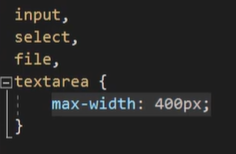 input,
select,
file,
textarea {
max-width: 400px;
}